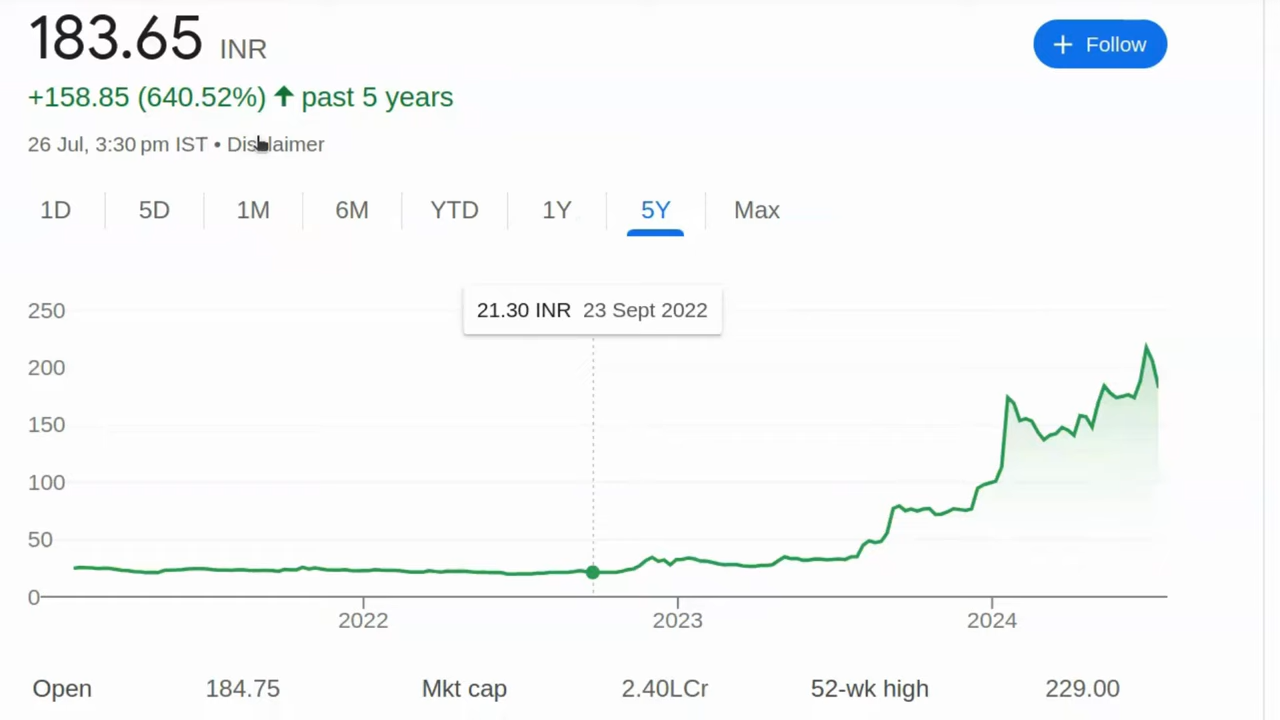 183.65 INR
+ Follow
+158.85 (640.52%) ↑ past 5 years
26 Jul, 3:30 pm IST • Disclaimer
1D 5D 1M 6M YTD 1Y 5Y Max
21.30 INR 23 Sept 2022
250
200
150
100
50
0
2022 2023 2024
Open 184.75 Mkt cap 2.40LCr 52-wk high 229.00